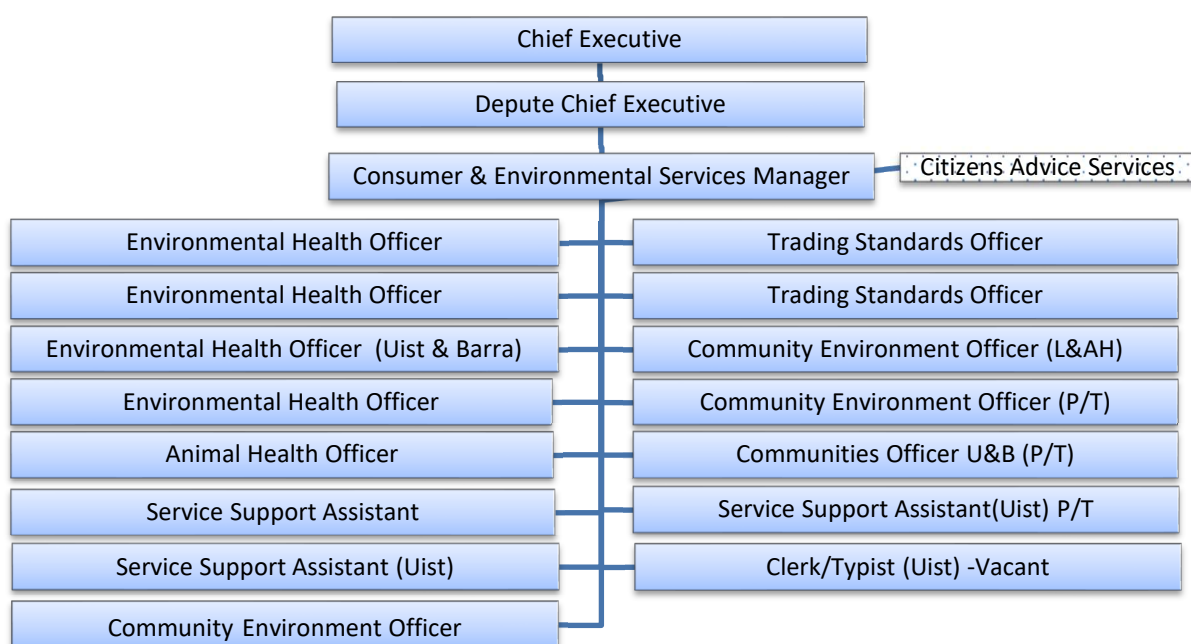 Chief Executive
Depute Chief Executive
Consumer & Environmental Services Manager
Citizens Advice Services
Environmental Health Officer
Trading Standards Officer
Environmental Health Officer
Trading Standards Officer
Environmental Health Officer  (Uist & Barra)
Community Environment Officer (L&AH)
Environmental Health Officer
Community Environment Officer (P/T)
Animal Health Officer
Communities Officer U&B (P/T)
Service Support Assistant
Service Support Assistant(Uist) P/T
Service Support Assistant (Uist)
Clerk/Typist (Uist) -Vacant
Community Environment Officer